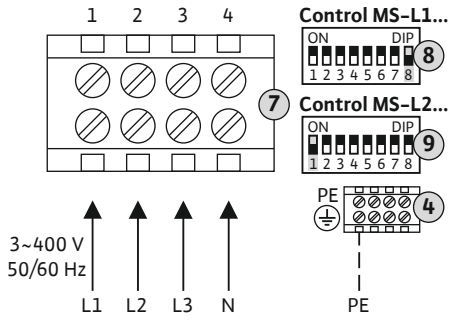 1 2 3 4
Control MS-L1...
ON DIP
1 2 3 4 5 6 7 8
8
7
Control MS-L2...
ON DIP
1 2 3 4 5 6 7 8
9
PE
4
3~400 V
50/60 Hz
L1 L2 L3 N
PE